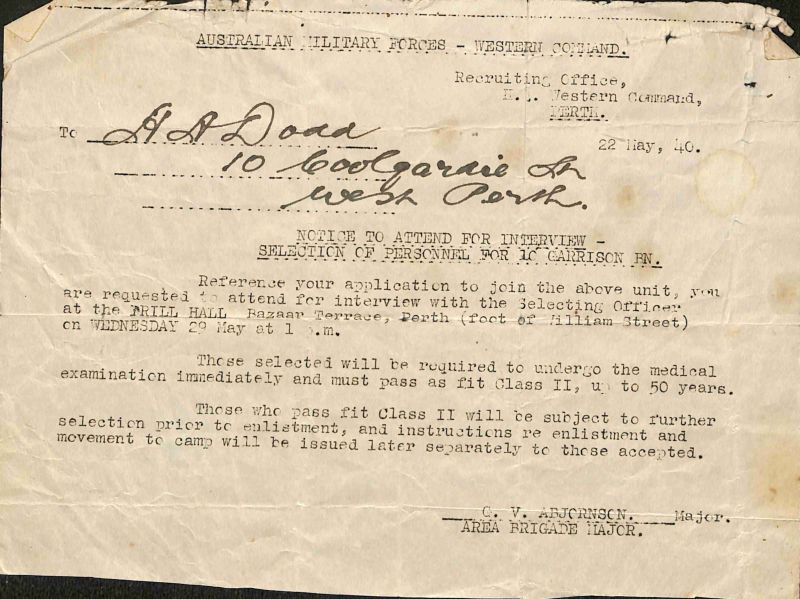 AUSTRALIAN MILITARY FORCES - WESTERN COMMAND.
Recruiting Office,
H.Q. Western Command,
PERTH.
To H A Dodd
22 May, 40.
10 Coolgardie St
West Perth.
NOTICE TO ATTEND FOR INTERVIEW -
SELECTION OF PERSONNEL FOR 10 GARRISON BN.
Reference your application to join the above unit, you
are requested to attend for interview with the Selecting Officer
at the DRILL HALL Bazaar Terrace, Perth (foot of William Street)
on WEDNESDAY 29 May at 1 p.m.
Those selected will be required to undergo the medical
examination immediately and must pass as fit Class II, up to 50 years.
Those who pass fit Class II will be subject to further
selection prior to enlistment, and instructions re enlistment and
movement to camp will be issued later separately to those accepted.
V. ABJORNSON. Major.
AREA BRIGADE MAJOR.